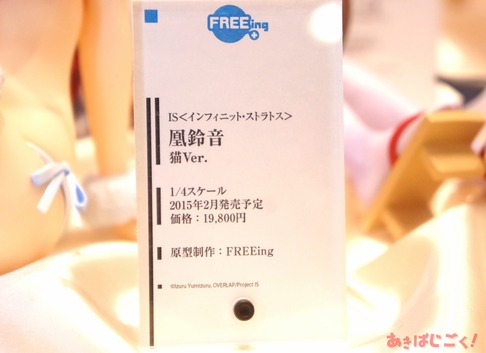 FREEing
IS<インフィニット・ストラトス>
凰鈴音
猫Ver.
1/4スケール
2015年2月発売予定
価格：19,800円
原型制作：FREEing
©Izuru Yumizuru, OVERLAP/Project IS
あきばじごく!